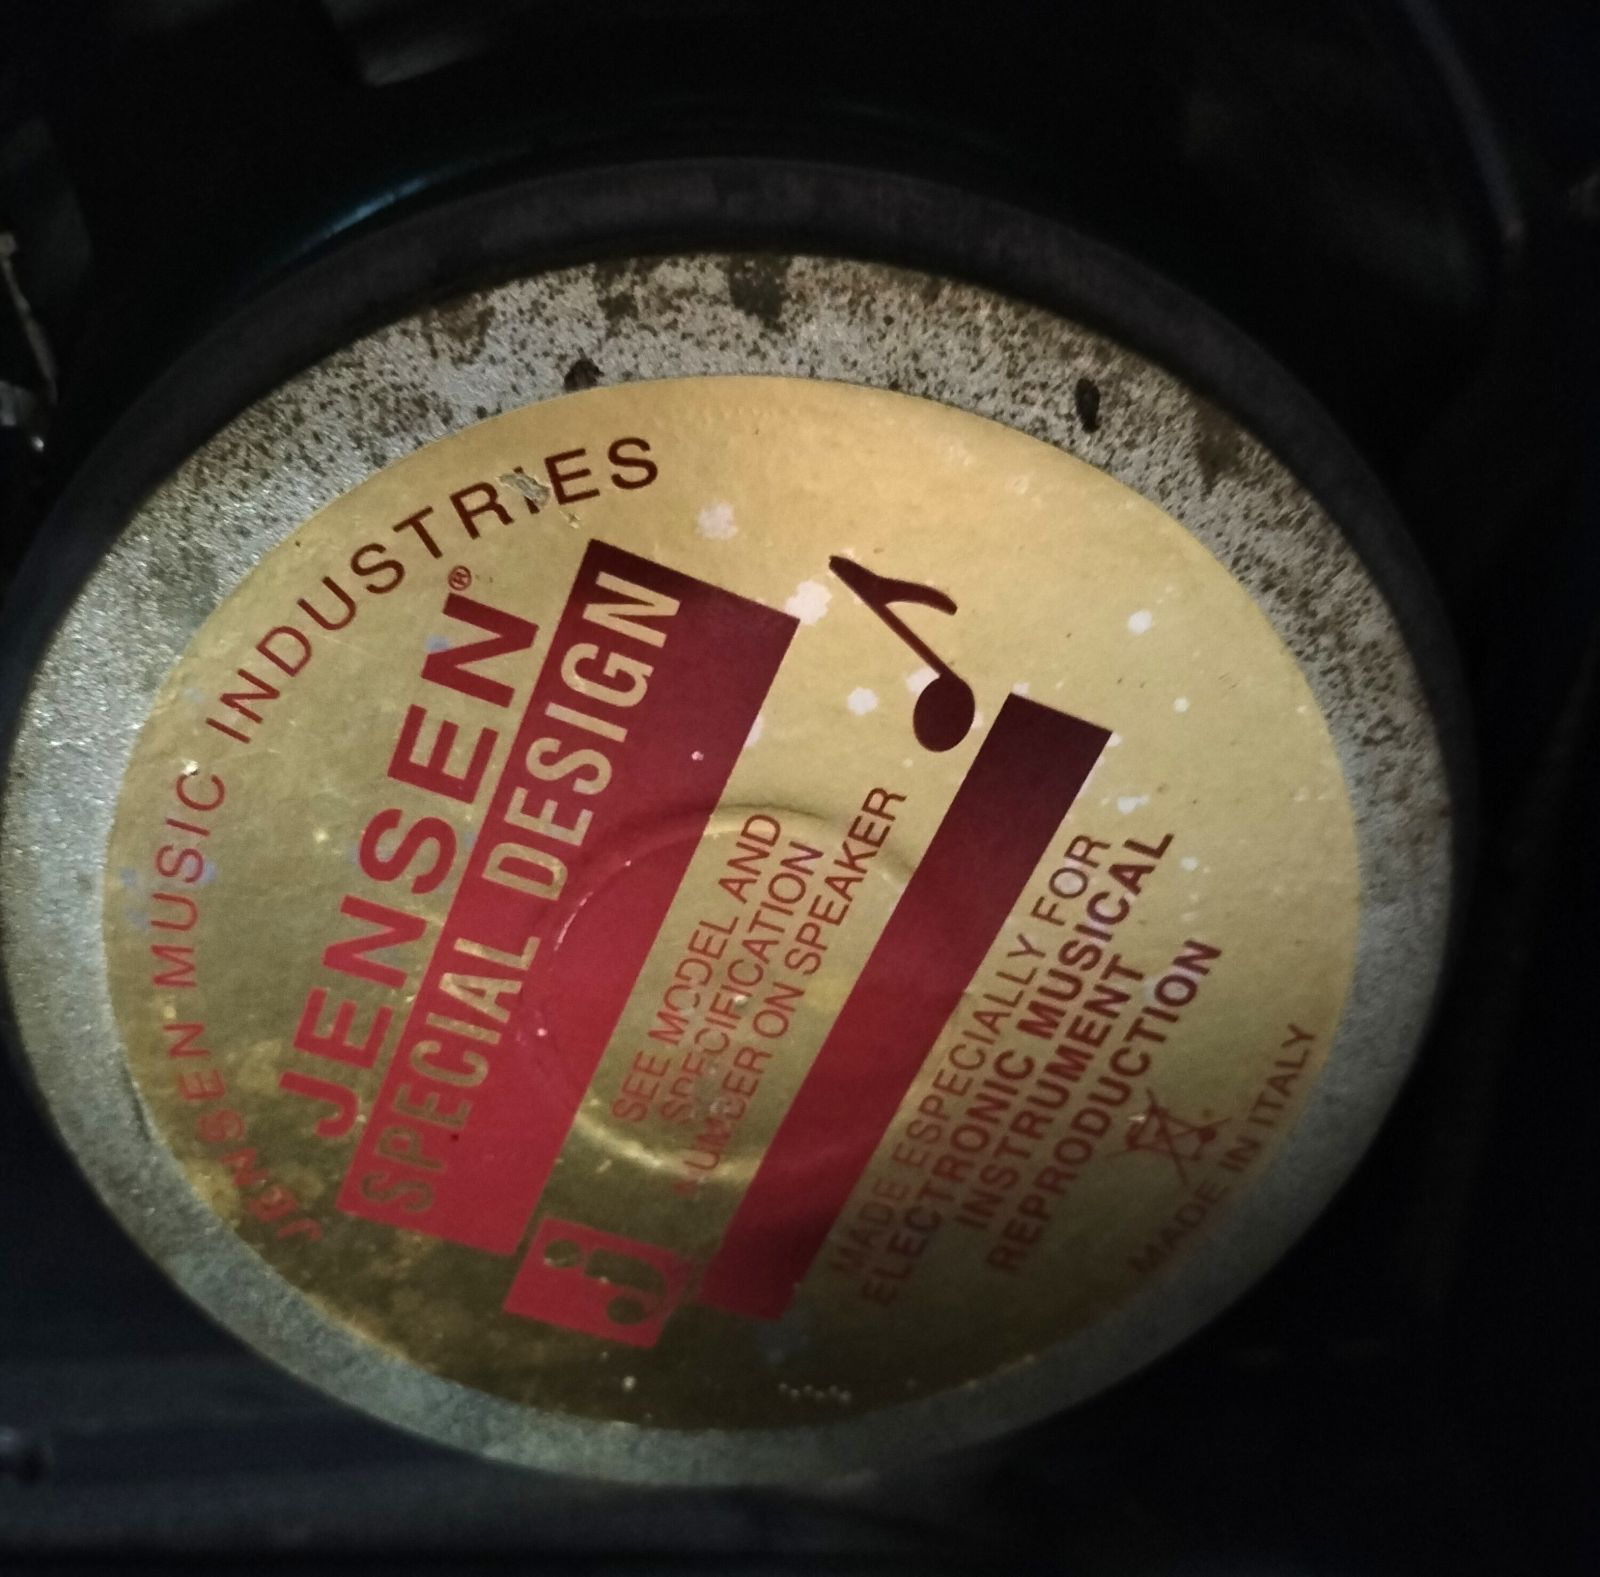 JENSEN MUSIC INDUSTRIES
JENSEN®
SPECIAL DESIGN
SEE MODEL AND
SPECIFICATION
NUMBER ON SPEAKER
MADE ESPECIALLY FOR
ELECTRONIC MUSICAL
INSTRUMENT
REPRODUCTION
MADE IN ITALY